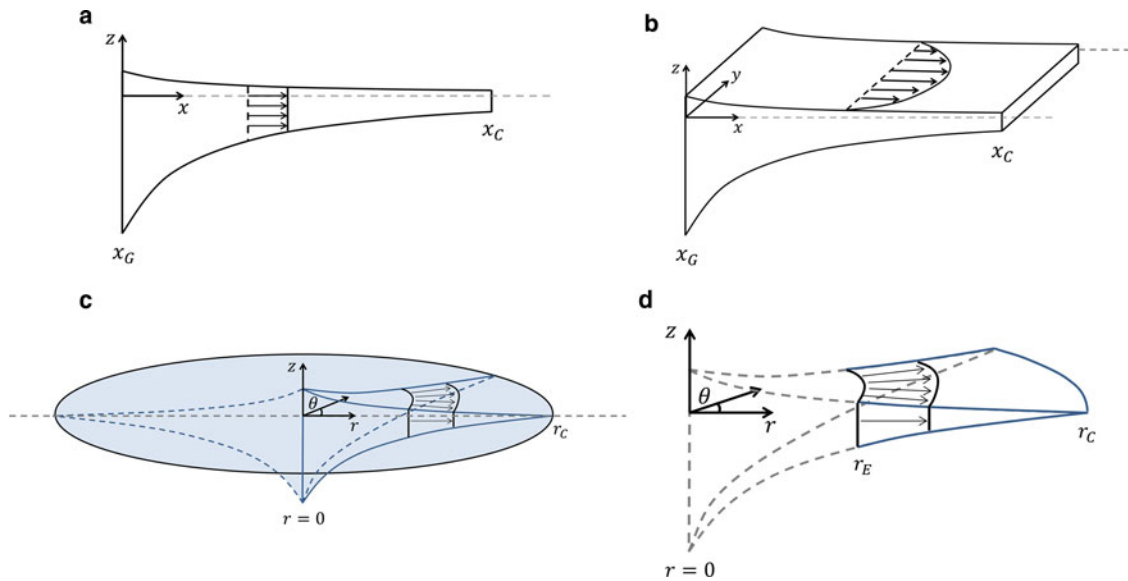 a
z
x
x_C
x_G
b
z
y
x
x_C
x_G
c
z
θ
r
r_C
r = 0
d
z
θ
r
r_E
r_C
r = 0